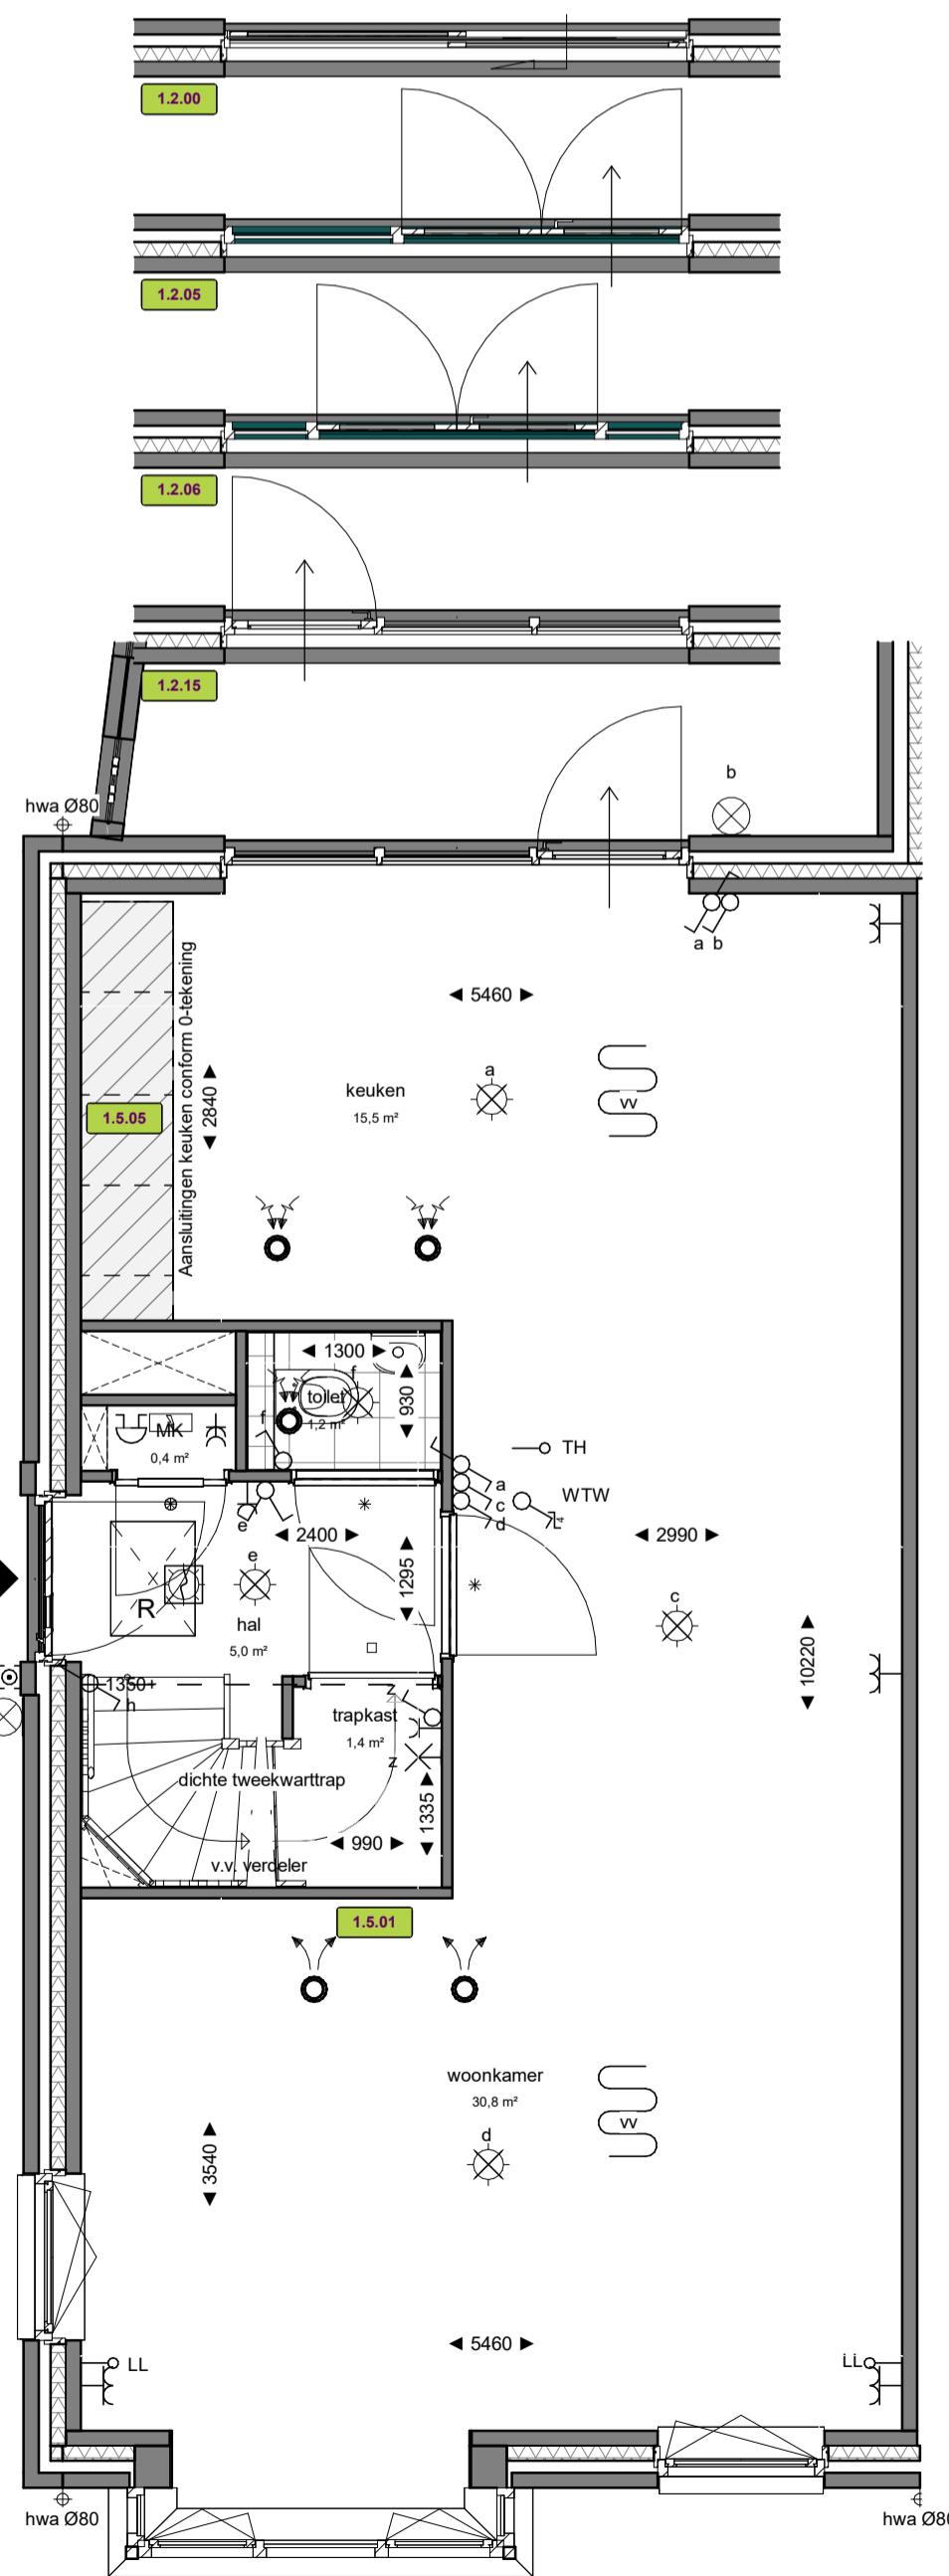 1.2.00
1.2.05
1.2.06
1.2.15
hwa Ø80
b
a b
5460
Aansluitingen keuken conform 0-tekening
2840
keuken
15,5 m²
a
vv
1.5.05
1300
f
toilet
1,2 m²
930
f
MK
0,4 m²
TH
a
c
d
WTW
e
2400
2990
1295
e
R
hal
5,0 m²
c
10220
1350+
h
z
trapkast
1,4 m²
z
dichte tweekwarttrap
1335
990
v.v. verdeler
1.5.01
woonkamer
30,8 m²
d
vv
3540
5460
LL
LL
hwa Ø80
hwa Ø80